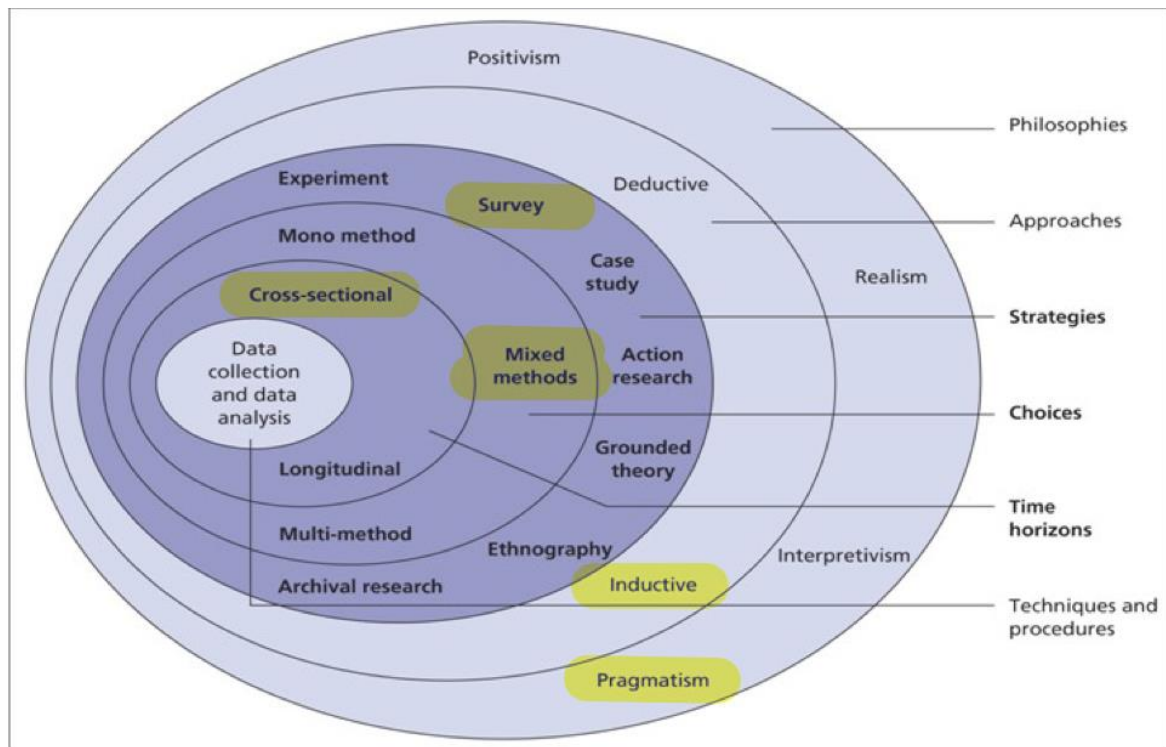 Positivism
Philosophies
Experiment
Deductive
Survey
Approaches
Mono method
Case
study
Realism
Cross-sectional
Strategies
Data
collection
and data
analysis
Mixed
methods
Action
research
Choices
Grounded
theory
Longitudinal
Time
horizons
Multi-method
Ethnography
Interpretivism
Archival research
Inductive
Techniques and
procedures
Pragmatism